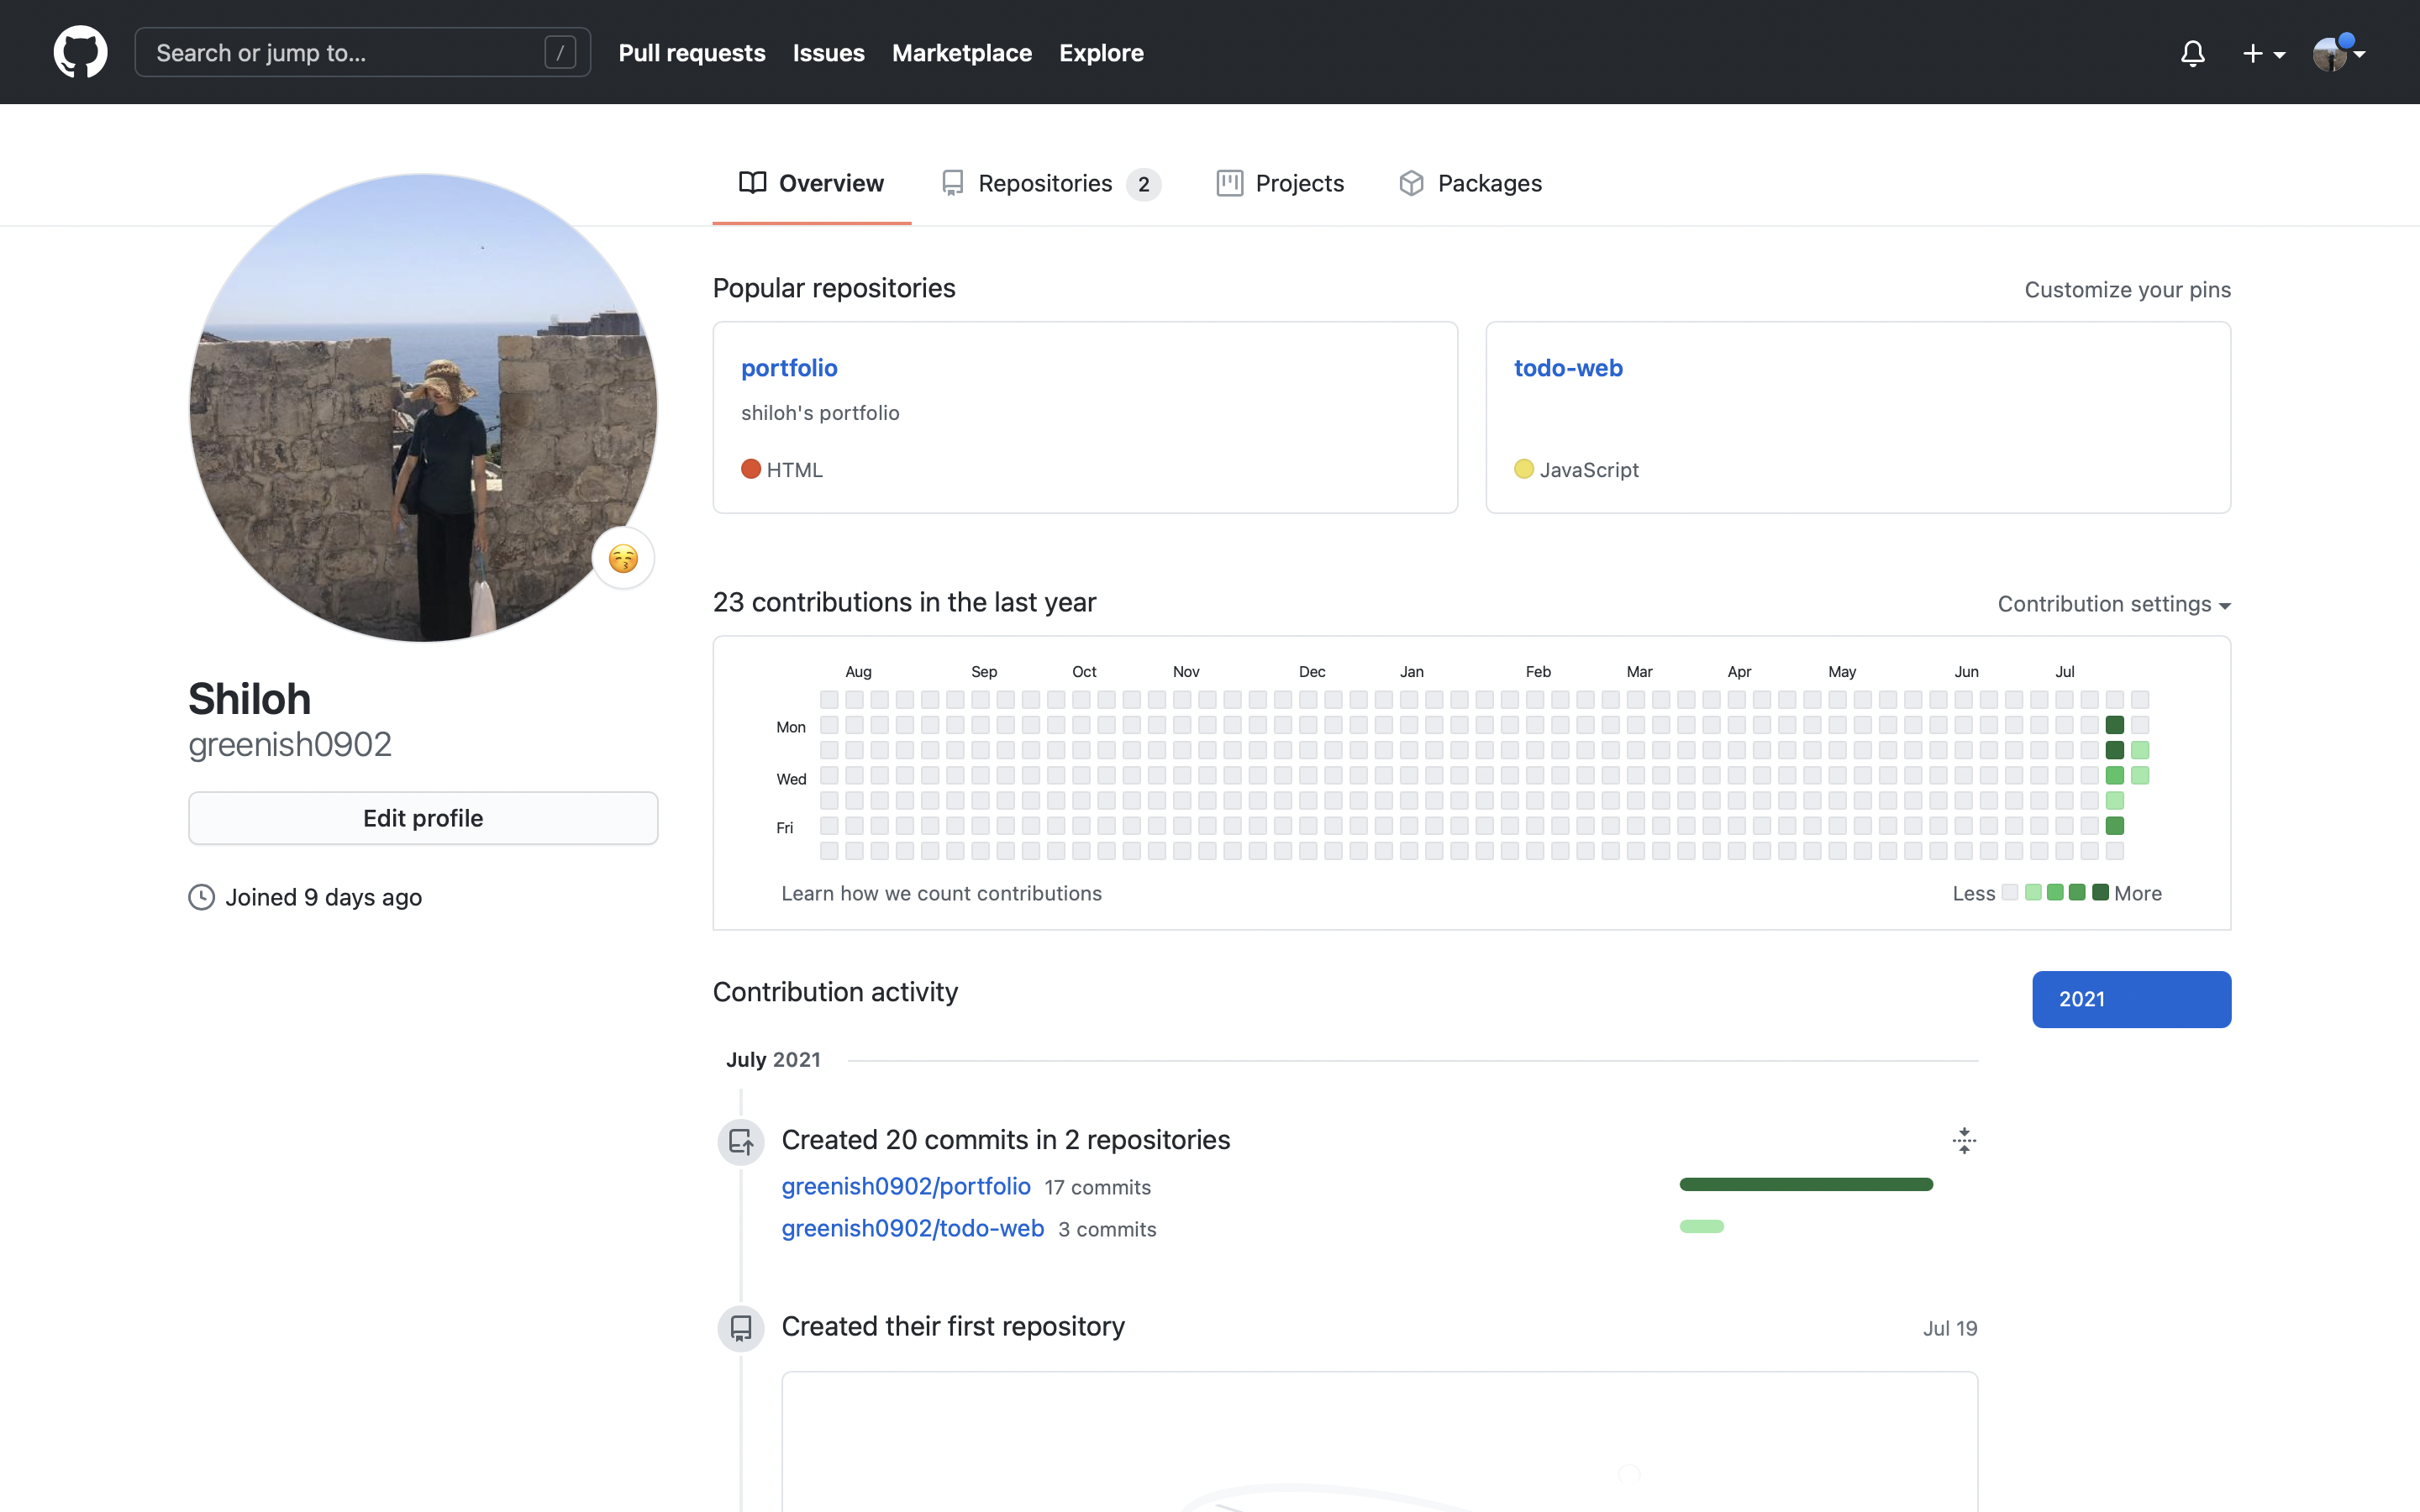 Search or jump to... /
Pull requests Issues Marketplace Explore
Overview Repositories 2 Projects Packages
Popular repositories
Customize your pins
portfolio
shiloh's portfolio
HTML
todo-web
JavaScript
Shiloh
greenish0902
Edit profile
Joined 9 days ago
23 contributions in the last year
Contribution settings
Aug Sep Oct Nov Dec Jan Feb Mar Apr May Jun Jul
Mon
Wed
Fri
Learn how we count contributions
Less More
Contribution activity
2021
July 2021
Created 20 commits in 2 repositories
greenish0902/portfolio 17 commits
greenish0902/todo-web 3 commits
Created their first repository
Jul 19